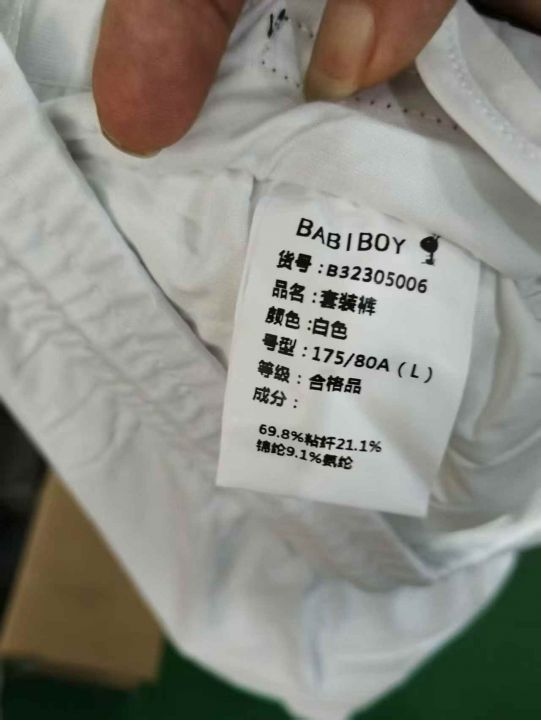 BABIBOY
货号：B32305006
品名：套装裤
颜色：白色
号型：175/80A（L）
等级：合格品
成分：
69.8%粘纤21.1%
锦纶9.1%氨纶